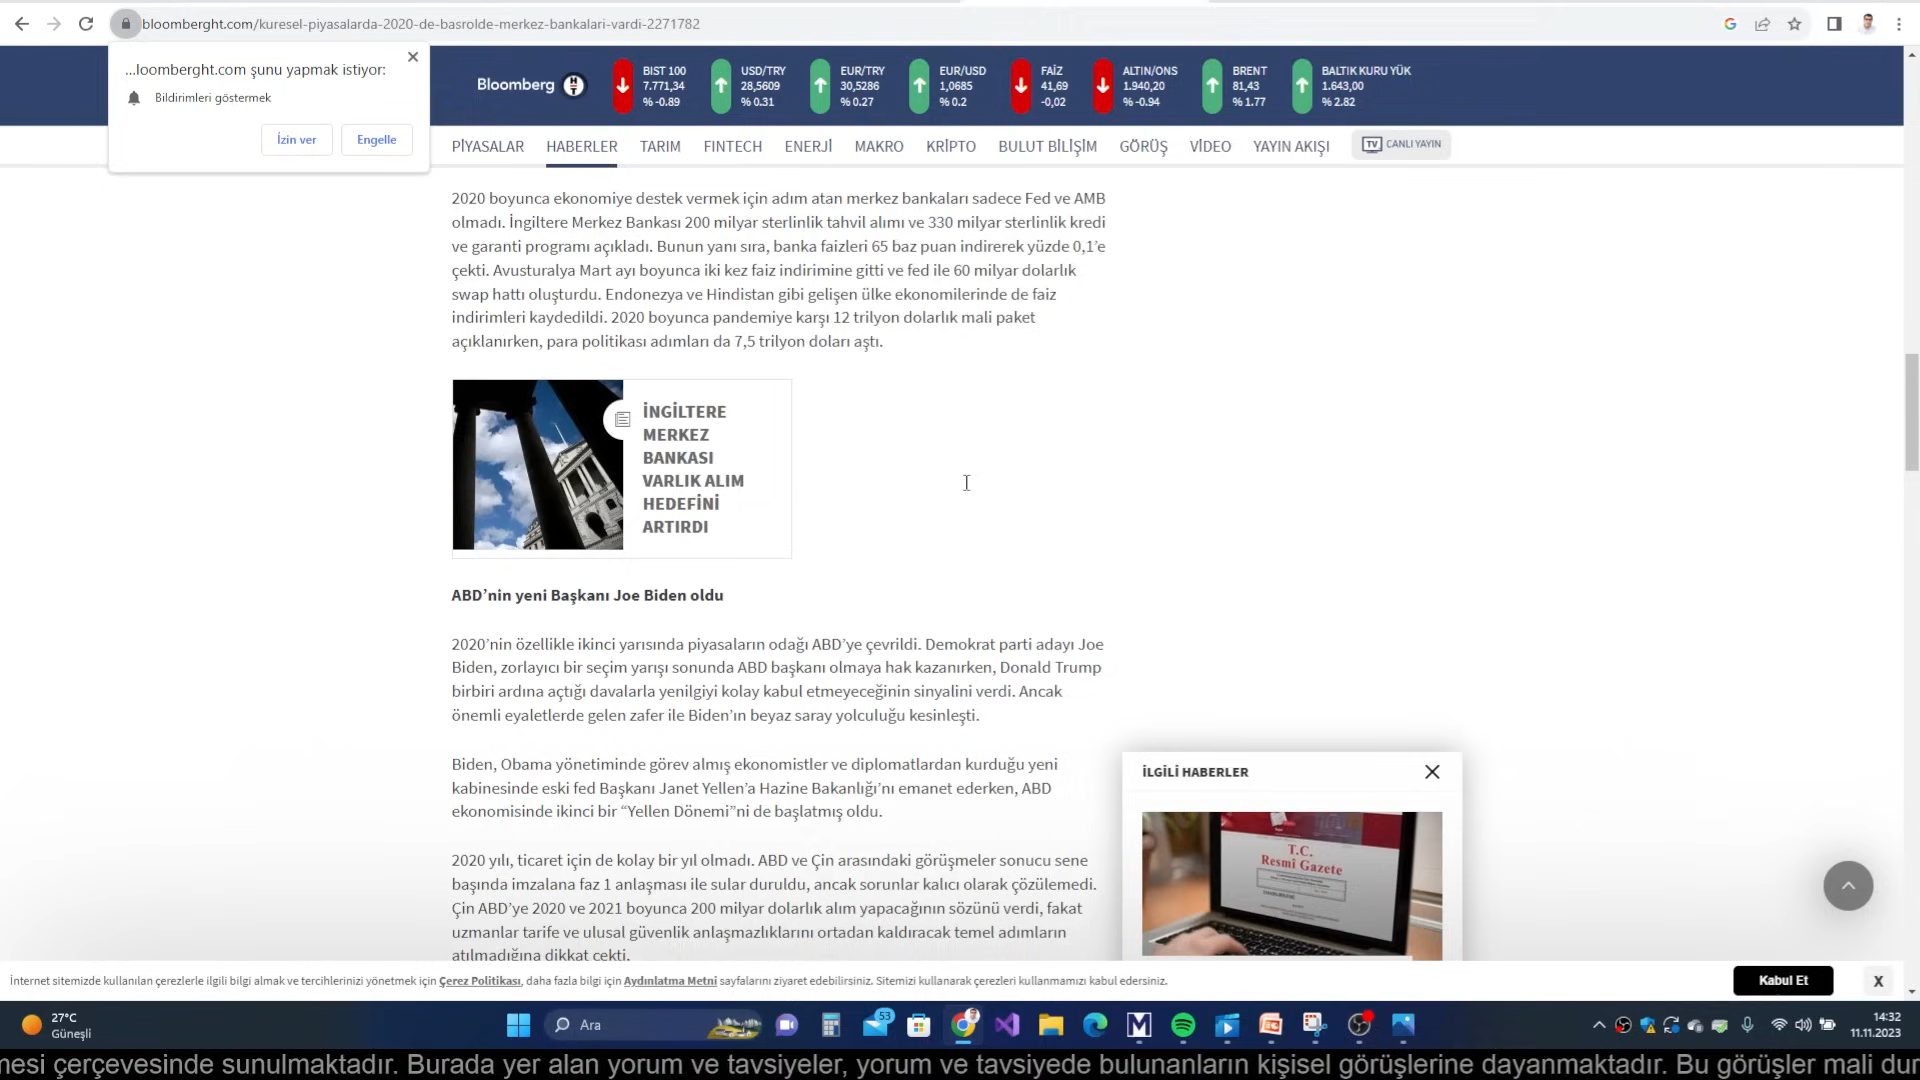 bloomberght.com/kuresel-piyasalarda-2020-de-basrolde-merkez-bankalari-vardi-2271782
...loomberght.com şunu yapmak istiyor:
Bildirimleri göstermek
İzin ver
Engelle
Bloomberg HT
BIST 100
7.771,34
% -0.89
USD/TRY
28,5609
% 0.31
EUR/TRY
30,5286
% 0.27
EUR/USD
1,0685
% 0.2
FAİZ
41,69
-0,02
ALTIN/ONS
1.940,20
% -0.94
BRENT
81,43
% 1.77
BALTIK KURU YÜK
1.643,00
% 2.82
PİYASALAR HABERLER TARIM FINTECH ENERJİ MAKRO KRİPTO BULUT BİLİŞİM GÖRÜŞ VİDEO YAYIN AKIŞI TV CANLI YAYIN
2020 boyunca ekonomiye destek vermek için adım atan merkez bankaları sadece Fed ve AMB
olmadı. İngiltere Merkez Bankası 200 milyar sterlinlik tahvil alımı ve 330 milyar sterlinlik kredi
ve garanti programı açıkladı. Bunun yanı sıra, banka faizleri 65 baz puan indirerek yüzde 0,1’e
çekti. Avusturalya Mart ayı boyunca iki kez faiz indirimine gitti ve fed ile 60 milyar dolarlık
swap hattı oluşturdu. Endonezya ve Hindistan gibi gelişen ülke ekonomilerinde de faiz
indirimleri kaydedildi. 2020 boyunca pandemiye karşı 12 trilyon dolarlık mali paket
açıklanırken, para politikası adımları da 7,5 trilyon doları aştı.
İNGİLTERE
MERKEZ
BANKASI
VARLIK ALIM
HEDEFİNİ
ARTIRDI
ABD’nin yeni Başkanı Joe Biden oldu
2020’nin özellikle ikinci yarısında piyasaların odağı ABD’ye çevrildi. Demokrat parti adayı Joe
Biden, zorlayıcı bir seçim yarışı sonunda ABD başkanı olmaya hak kazanırken, Donald Trump
birbiri ardına açtığı davalarla yenilgiyi kolay kabul etmeyeceğinin sinyalini verdi. Ancak
önemli eyaletlerde gelen zafer ile Biden’ın beyaz saray yolculuğu kesinleşti.
Biden, Obama yönetiminde görev almış ekonomistler ve diplomatlardan kurduğu yeni
kabinesinde eski fed Başkanı Janet Yellen’a Hazine Bakanlığı’nı emanet ederken, ABD
ekonomisinde ikinci bir “Yellen Dönemi”ni de başlatmış oldu.
2020 yılı, ticaret için de kolay bir yıl olmadı. ABD ve Çin arasındaki görüşmeler sonucu sene
başında imzalana faz 1 anlaşması ile sular duruldu, ancak sorunlar kalıcı olarak çözülemedi.
Çin ABD’ye 2020 ve 2021 boyunca 200 milyar dolarlık alım yapacağının sözünü verdi, fakat
uzmanlar tarife ve ulusal güvenlik anlaşmazlıklarını ortadan kaldıracak temel adımların
atılmadığına dikkat çekti.
İLGİLİ HABERLER
T.C.
Resmî Gazete
İnternet sitemizde kullanılan çerezlerle ilgili bilgi almak ve tercihlerinizi yönetmek için Çerez Politikası, daha fazla bilgi için Aydınlatma Metni sayfalarını ziyaret edebilirsiniz. Sitemizi kullanarak çerezleri kullanmamızı kabul edersiniz.
Kabul Et
X
27°C
Güneşli
Ara
53
14:32
11.11.2023
mesi çerçevesinde sunulmaktadır. Burada yer alan yorum ve tavsiyeler, yorum ve tavsiyede bulunanların kişisel görüşlerine dayanmaktadır. Bu görüşler mali dur